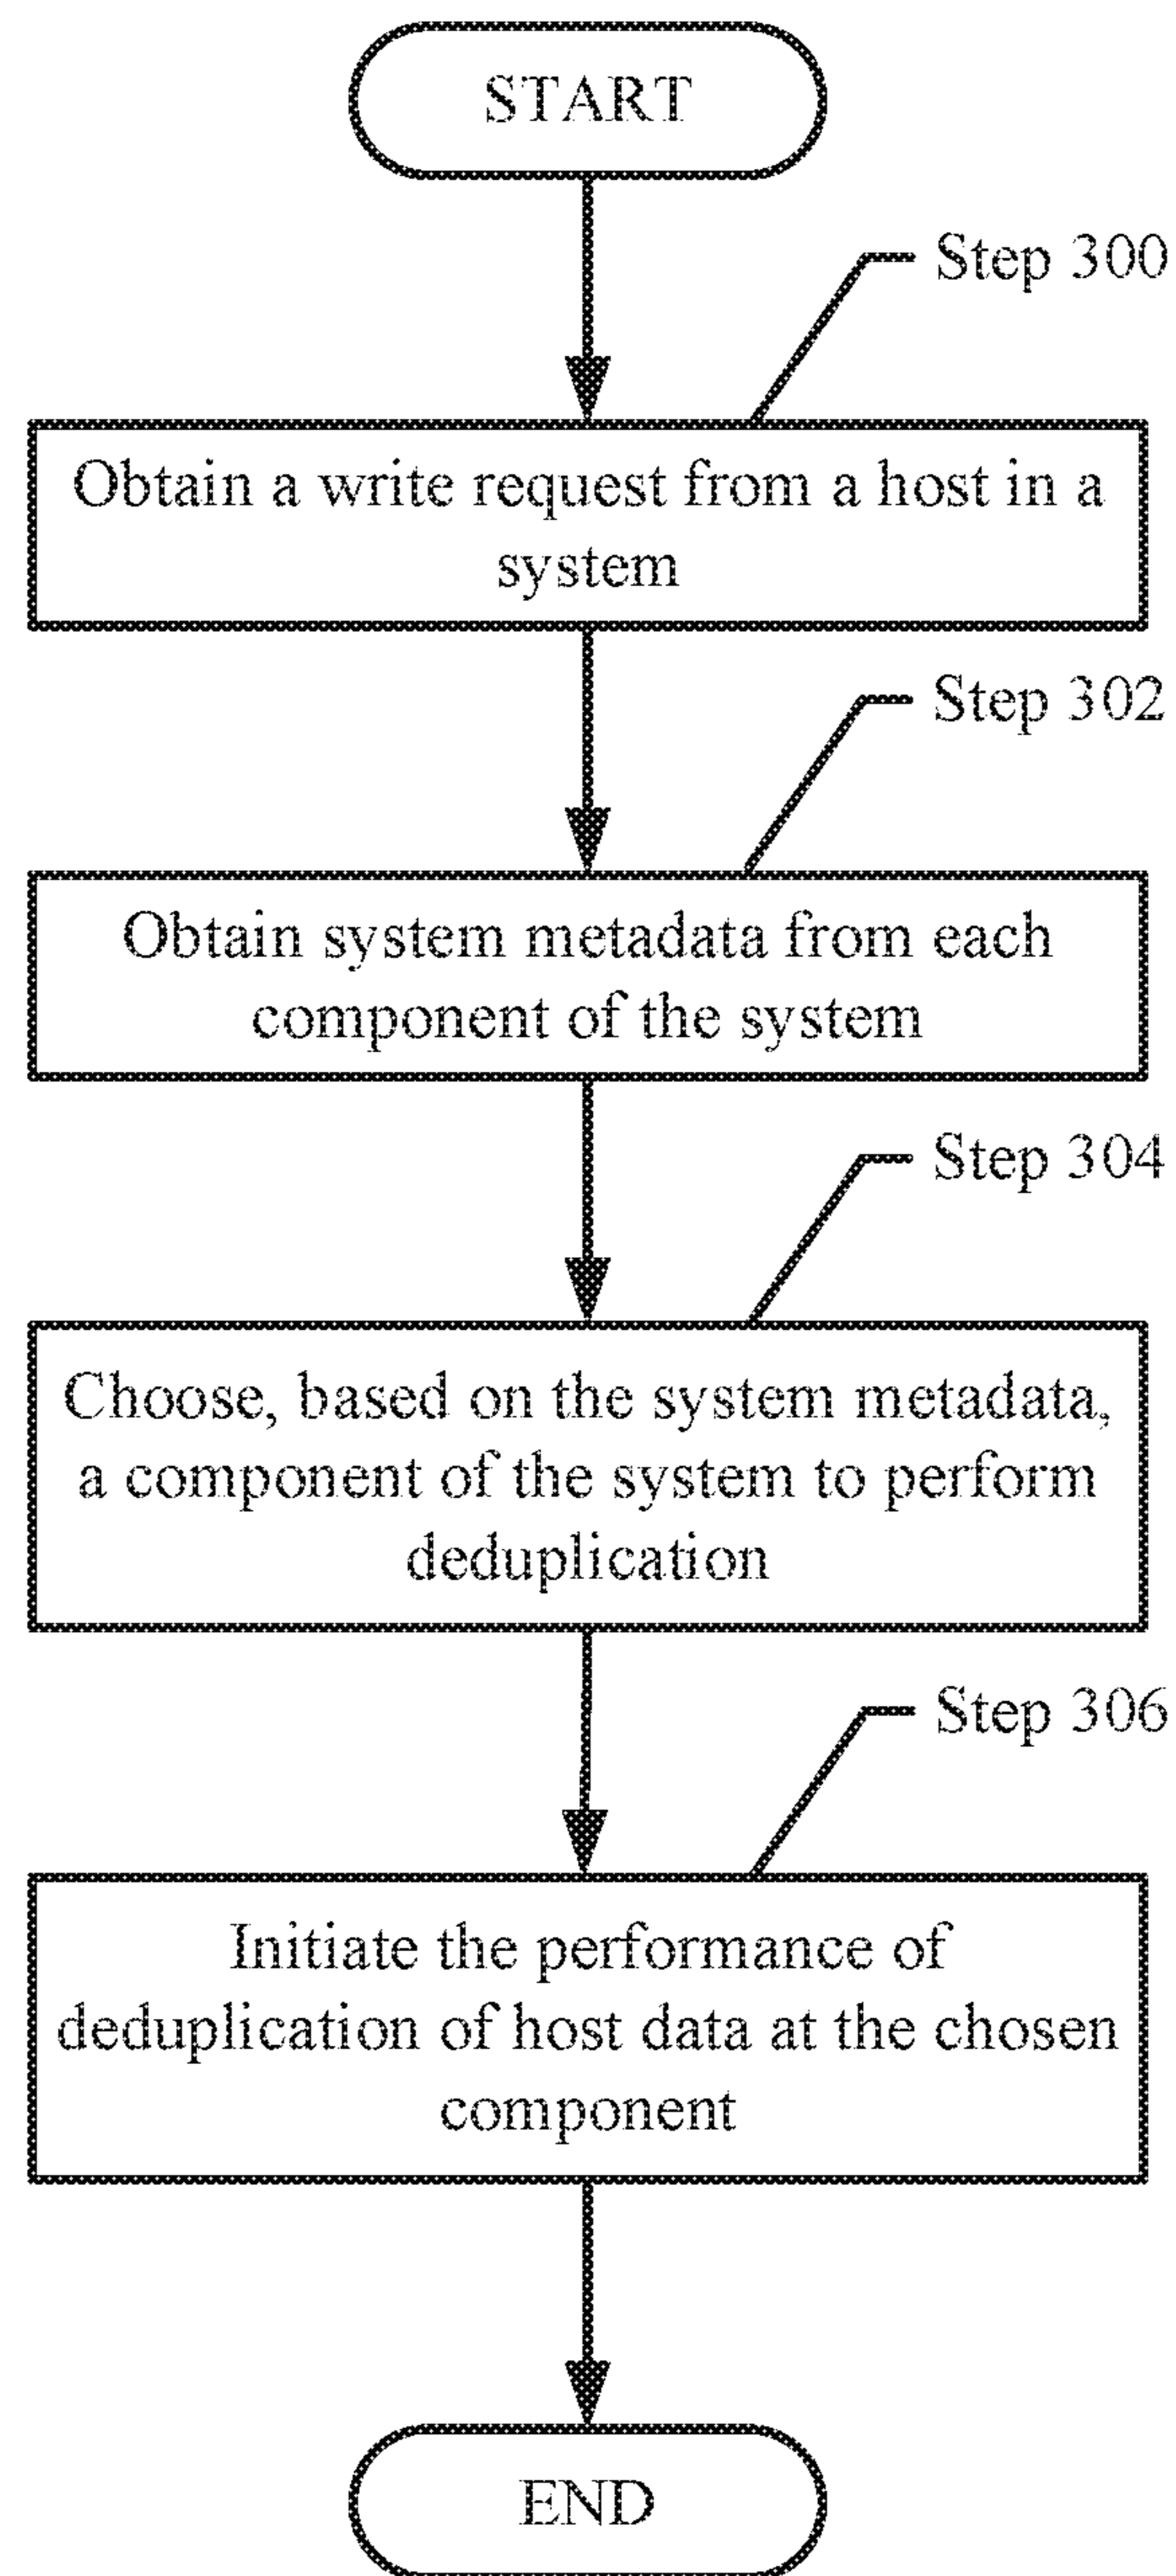 START
Step 300
Obtain a write request from a host in a
system
Step 302
Obtain system metadata from each
component of the system
Step 304
Choose, based on the system metadata,
a component of the system to perform
deduplication
Step 306
Initiate the performance of
deduplication of host data at the chosen
component
END